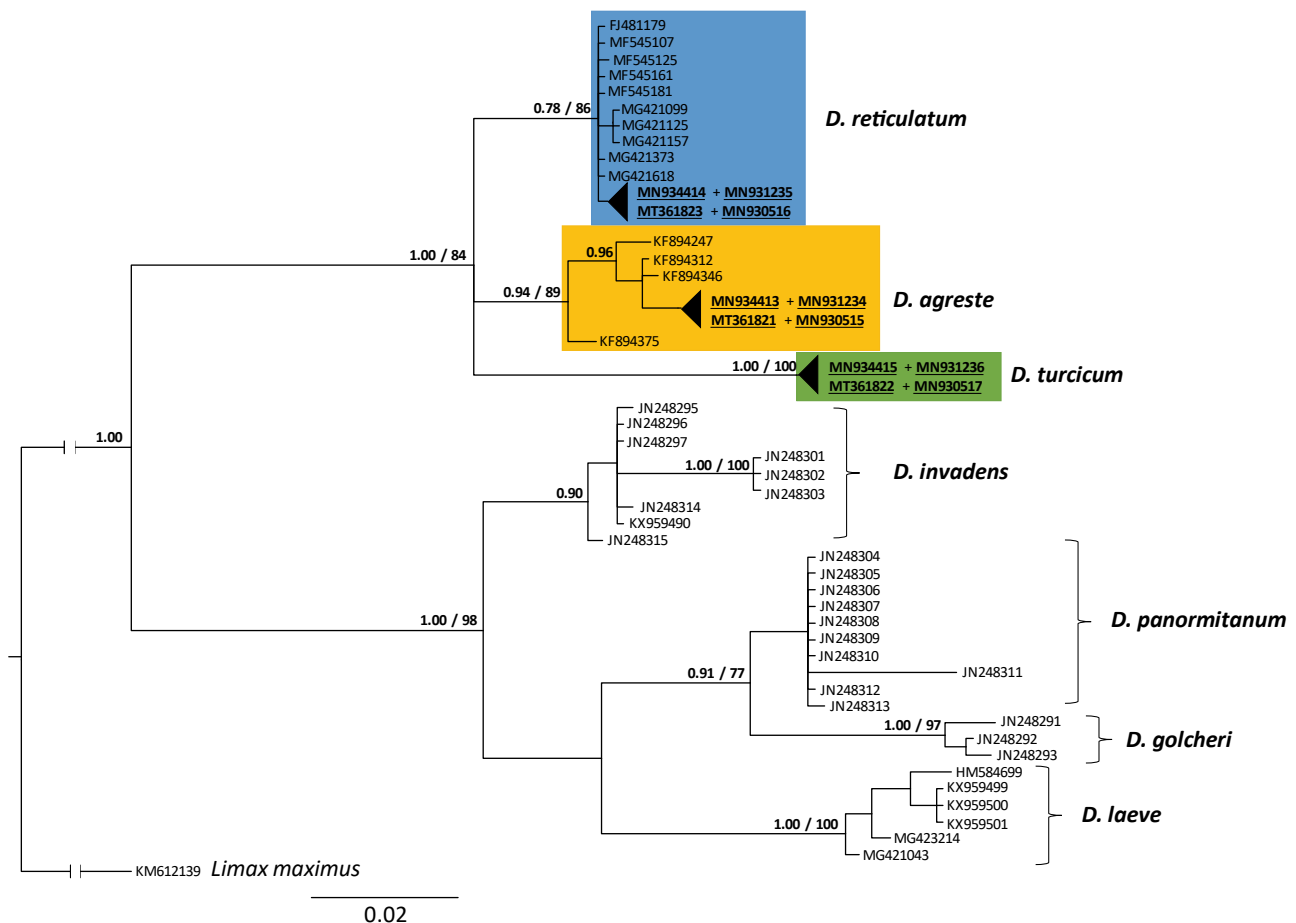 FJ481179
MF545107
MF545125
MF545161
MF545181
0.78 / 86
MG421099
MG421125
MG421157
MG421373
MG421618
MN934414 + MN931235
MT361823 + MN930516
D. reticulatum
1.00 / 84
KF894247
0.96
KF894312
KF894346
0.94 / 89
MN934413 + MN931234
MT361821 + MN930515
D. agreste
KF894375
1.00 / 100
MN934415 + MN931236
MT361822 + MN930517
D. turcicum
1.00
JN248295
JN248296
JN248297
1.00 / 100
JN248301
JN248302
JN248303
0.90
JN248314
KX959490
JN248315
D. invadens
1.00 / 98
JN248304
JN248305
JN248306
JN248307
JN248308
JN248309
JN248310
JN248311
JN248312
JN248313
D. panormitanum
0.91 / 77
1.00 / 97
JN248291
JN248292
JN248293
D. golcheri
HM584699
KX959499
KX959500
KX959501
1.00 / 100
MG423214
MG421043
D. laeve
KM612139 Limax maximus
0.02